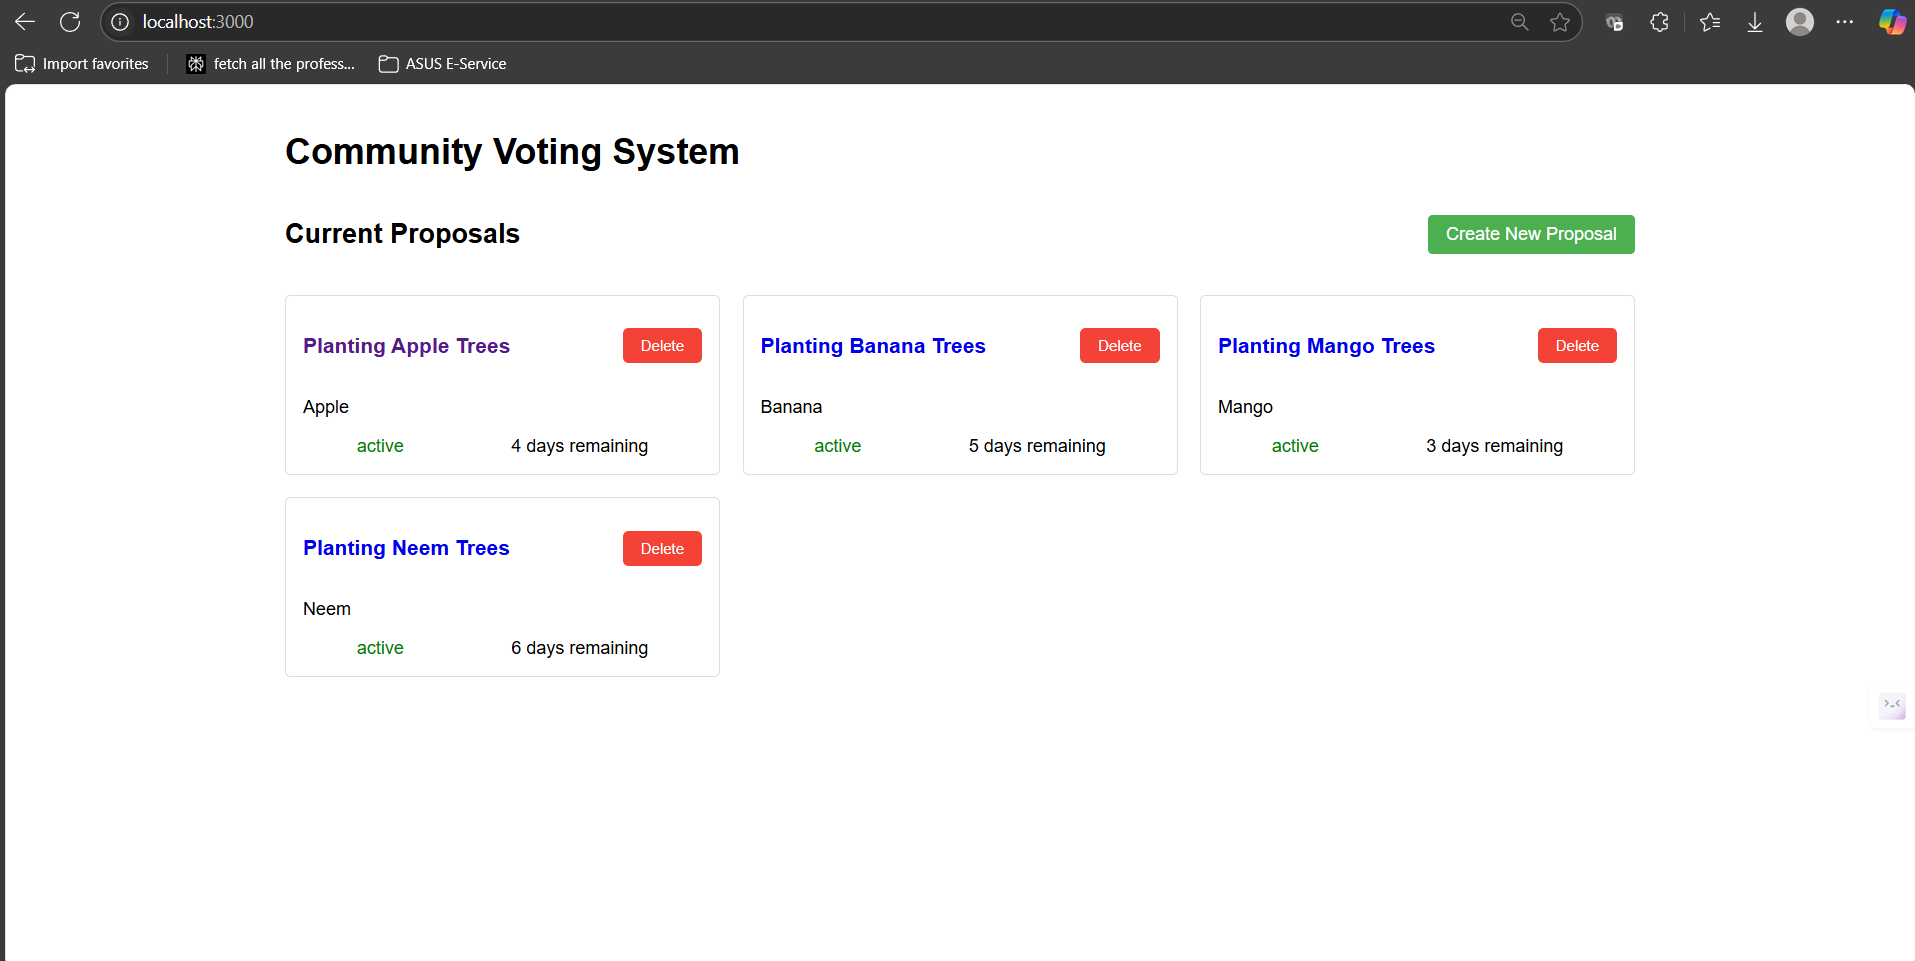 localhost:3000
Import favorites
fetch all the profess...
ASUS E-Service
Community Voting System
Current Proposals
Create New Proposal
Planting Apple Trees
Delete
Apple
active
4 days remaining
Planting Banana Trees
Delete
Banana
active
5 days remaining
Planting Mango Trees
Delete
Mango
active
3 days remaining
Planting Neem Trees
Delete
Neem
active
6 days remaining